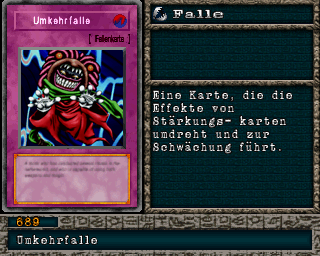 Umkehrfalle
[ Fallenkarte ]
Falle
Eine Karte, die die
Effekte von
Stärkungs- karten
umdreht und zur
Schwächung führt.
689
Umkehrfalle